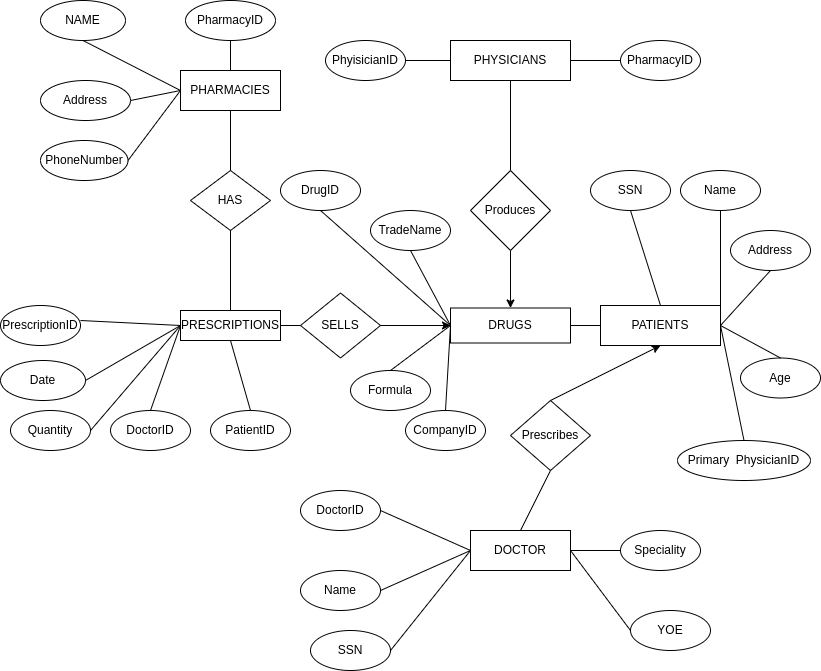 NAME
PharmacyID
PhyisicianID
PHYSICIANS
PharmacyID
PHARMACIES
Address
PhoneNumber
HAS
DrugID
TradeName
Produces
SSN
Name
Address
PrescriptionID
PRESCRIPTIONS
SELLS
DRUGS
PATIENTS
Date
Formula
Age
Quantity
DoctorID
PatientID
CompanyID
Prescribes
Primary PhysicianID
DoctorID
DOCTOR
Speciality
Name
YOE
SSN